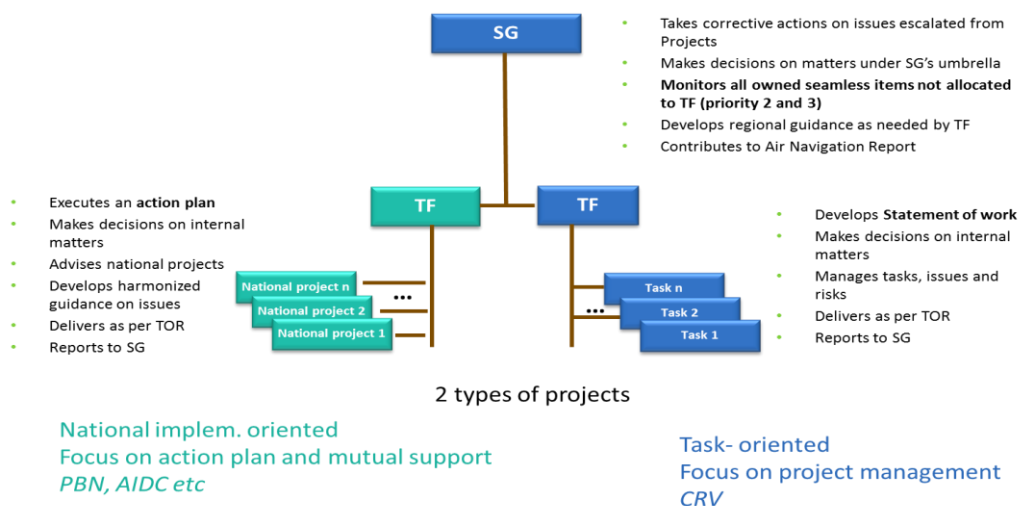 SG
Takes corrective actions on issues escalated from
Projects
Makes decisions on matters under SG's umbrella
Monitors all owned seamless items not allocated
to TF (priority 2 and 3)
Develops regional guidance as needed by TF
Contributes to Air Navigation Report
Executes an action plan
Makes decisions on internal
matters
Advises national projects
Develops harmonized
guidance on issues
Delivers as per TOR
Reports to SG
TF
National project n
...
National project 2
National project 1
TF
Task n
...
Task 2
Task 1
Develops Statement of work
Makes decisions on internal
matters
Manages tasks, issues and
risks
Delivers as per TOR
Reports to SG
2 types of projects
National implem. oriented
Focus on action plan and mutual support
PBN, AIDC etc
Task- oriented
Focus on project management
CRV